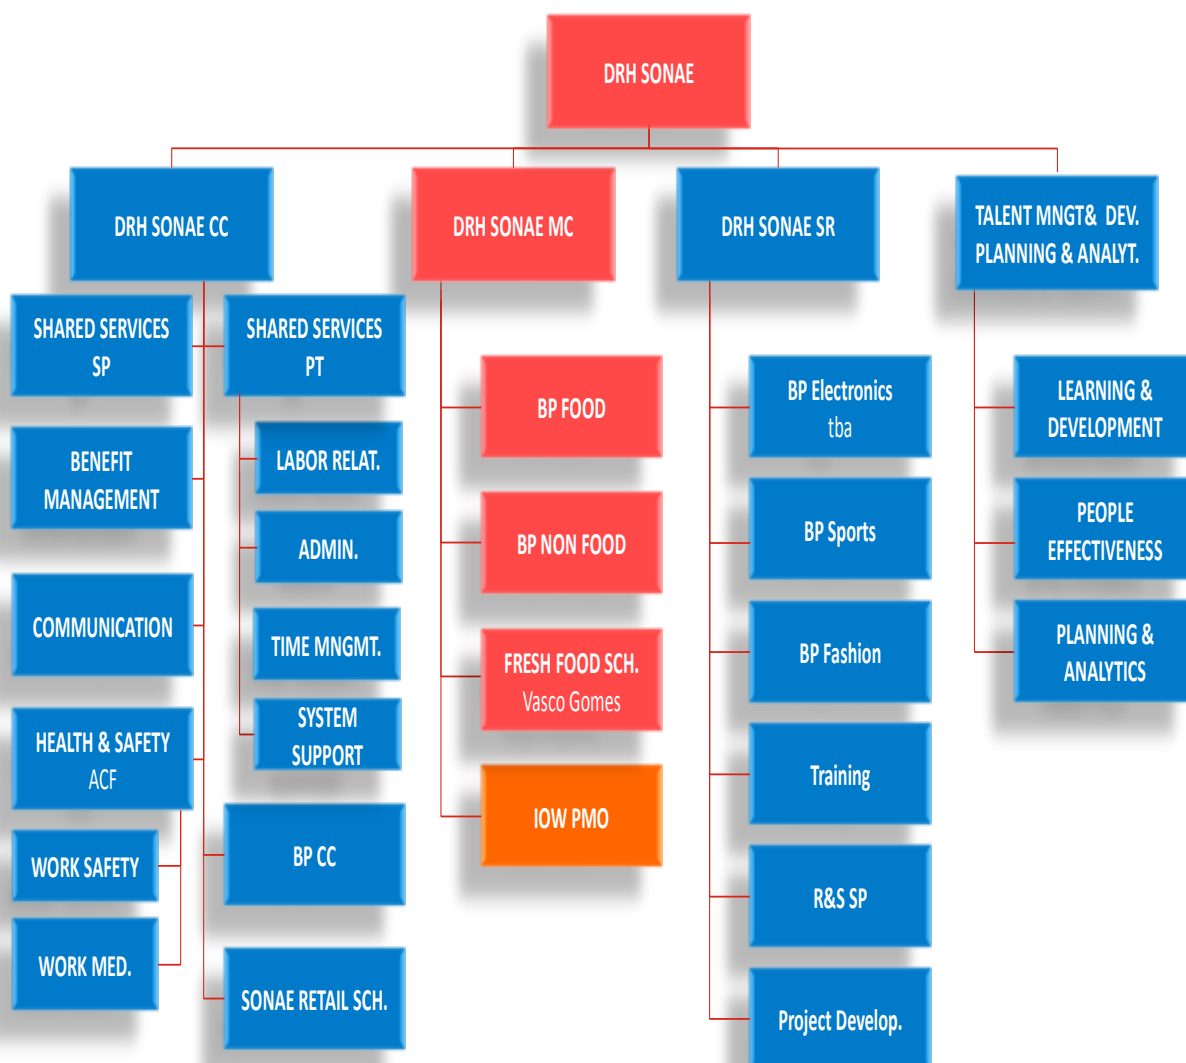 DRH SONAE
DRH SONAE CC
DRH SONAE MC
DRH SONAE SR
TALENT MNGT& DEV.
PLANNING & ANALYT.
SHARED SERVICES
SP
BENEFIT
MANAGEMENT
COMMUNICATION
HEALTH & SAFETY
ACF
WORK SAFETY
WORK MED.
SHARED SERVICES
PT
LABOR RELAT.
ADMIN.
TIME MNGMT.
SYSTEM
SUPPORT
BP CC
SONAE RETAIL SCH.
BP FOOD
BP NON FOOD
FRESH FOOD SCH.
Vasco Gomes
IOW PMO
BP Electronics
tba
BP Sports
BP Fashion
Training
R&S SP
Project Develop.
LEARNING &
DEVELOPMENT
PEOPLE
EFFECTIVENESS
PLANNING &
ANALYTICS